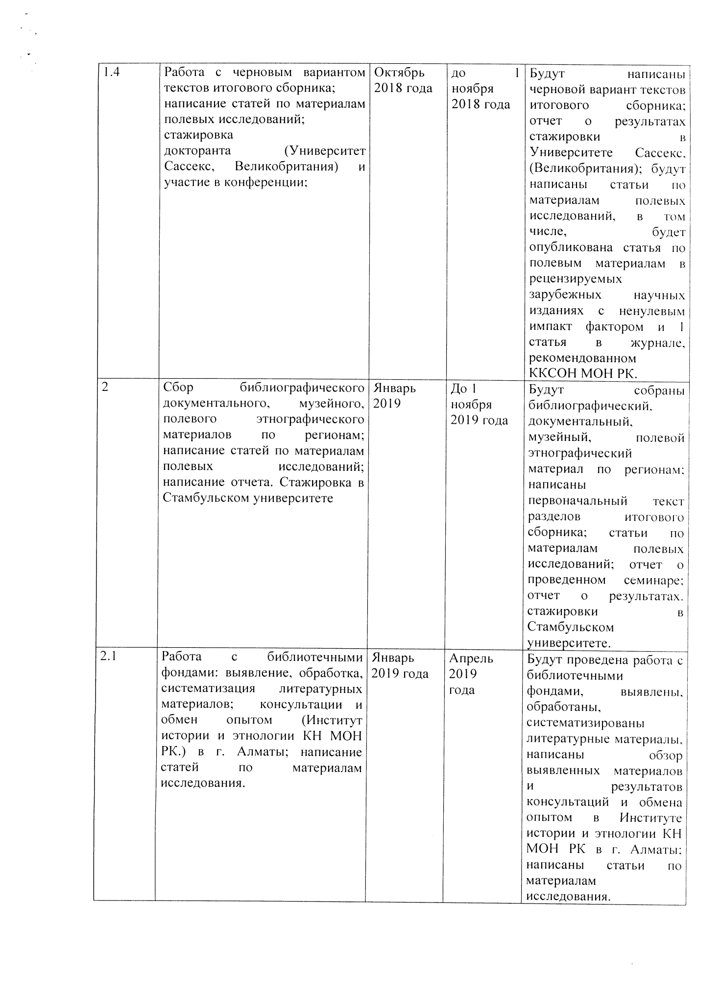 1.4
Работа с черновым вариантом
текстов итогового сборника;
написание статей по материалам
полевых исследований;
стажировка
докторанта (Университет
Сассекс, Великобритания) и
участие в конференции;
Октябрь
2018 года
до 1
ноября
2018 года
Будут написаны
черновой вариант текстов
итогового сборника;
отчет о результатах
стажировки в
Университете Сассекс,
(Великобритания); будут
написаны статьи по
материалам полевых
исследований, в том
числе, будет
опубликована статья по
полевым материалам в
рецензируемых
зарубежных научных
изданиях с ненулевым
импакт фактором и 1
статья в журнале,
рекомендованном
ККСОН МОН РК.
2
Сбор библиографического
документального, музейного,
полевого этнографического
материалов по регионам;
написание статей по материалам
полевых исследований;
написание отчета. Стажировка в
Стамбульском университете
Январь
2019
До 1
ноября
2019 года
Будут собраны
библиографический,
документальный,
музейный, полевой
этнографический
материал по регионам;
написаны
первоначальный текст
разделов итогового
сборника; статьи по
материалам полевых
исследований; отчет о
проведенном семинаре;
отчет о результатах.
стажировки в
Стамбульском
университете.
2.1
Работа с библиотечными
фондами: выявление, обработка,
систематизация литературных
материалов; консультации и
обмен опытом (Институт
истории и этнологии КН МОН
РК.) в г. Алматы; написание
статей по материалам
исследования.
Январь
2019 года
Апрель
2019
года
Будут проведена работа с
библиотечными
фондами, выявлены,
обработаны,
систематизированы
литературные материалы,
написаны обзор
выявленных материалов
и результатов
консультаций и обмена
опытом в Институте
истории и этнологии КН
МОН РК в г. Алматы;
написаны статьи по
материалам
исследования.